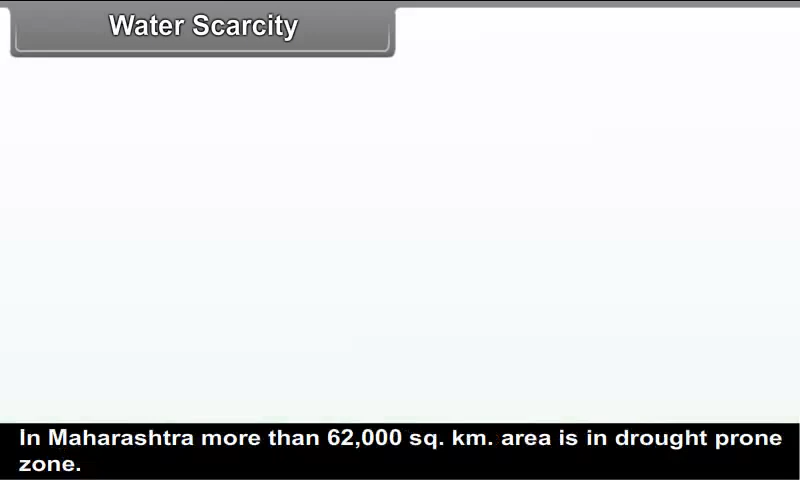 Water Scarcity
In Maharashtra more than 62,000 sq. km. area is in drought prone
zone.